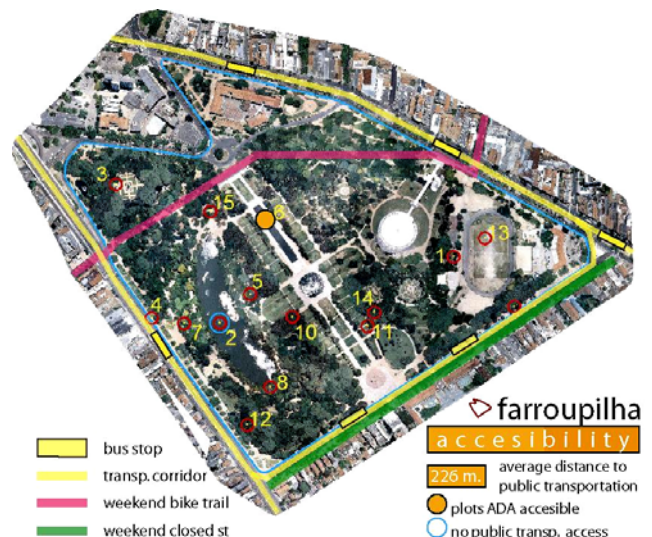 3
15
6
13
1
5
14
4
7
2
10
11
8
12
farroupilha
accesibility
bus stop
transp. corridor
weekend bike trail
weekend closed st
226 m.
average distance to
public transportation
plots ADA accesible
no public transp. access